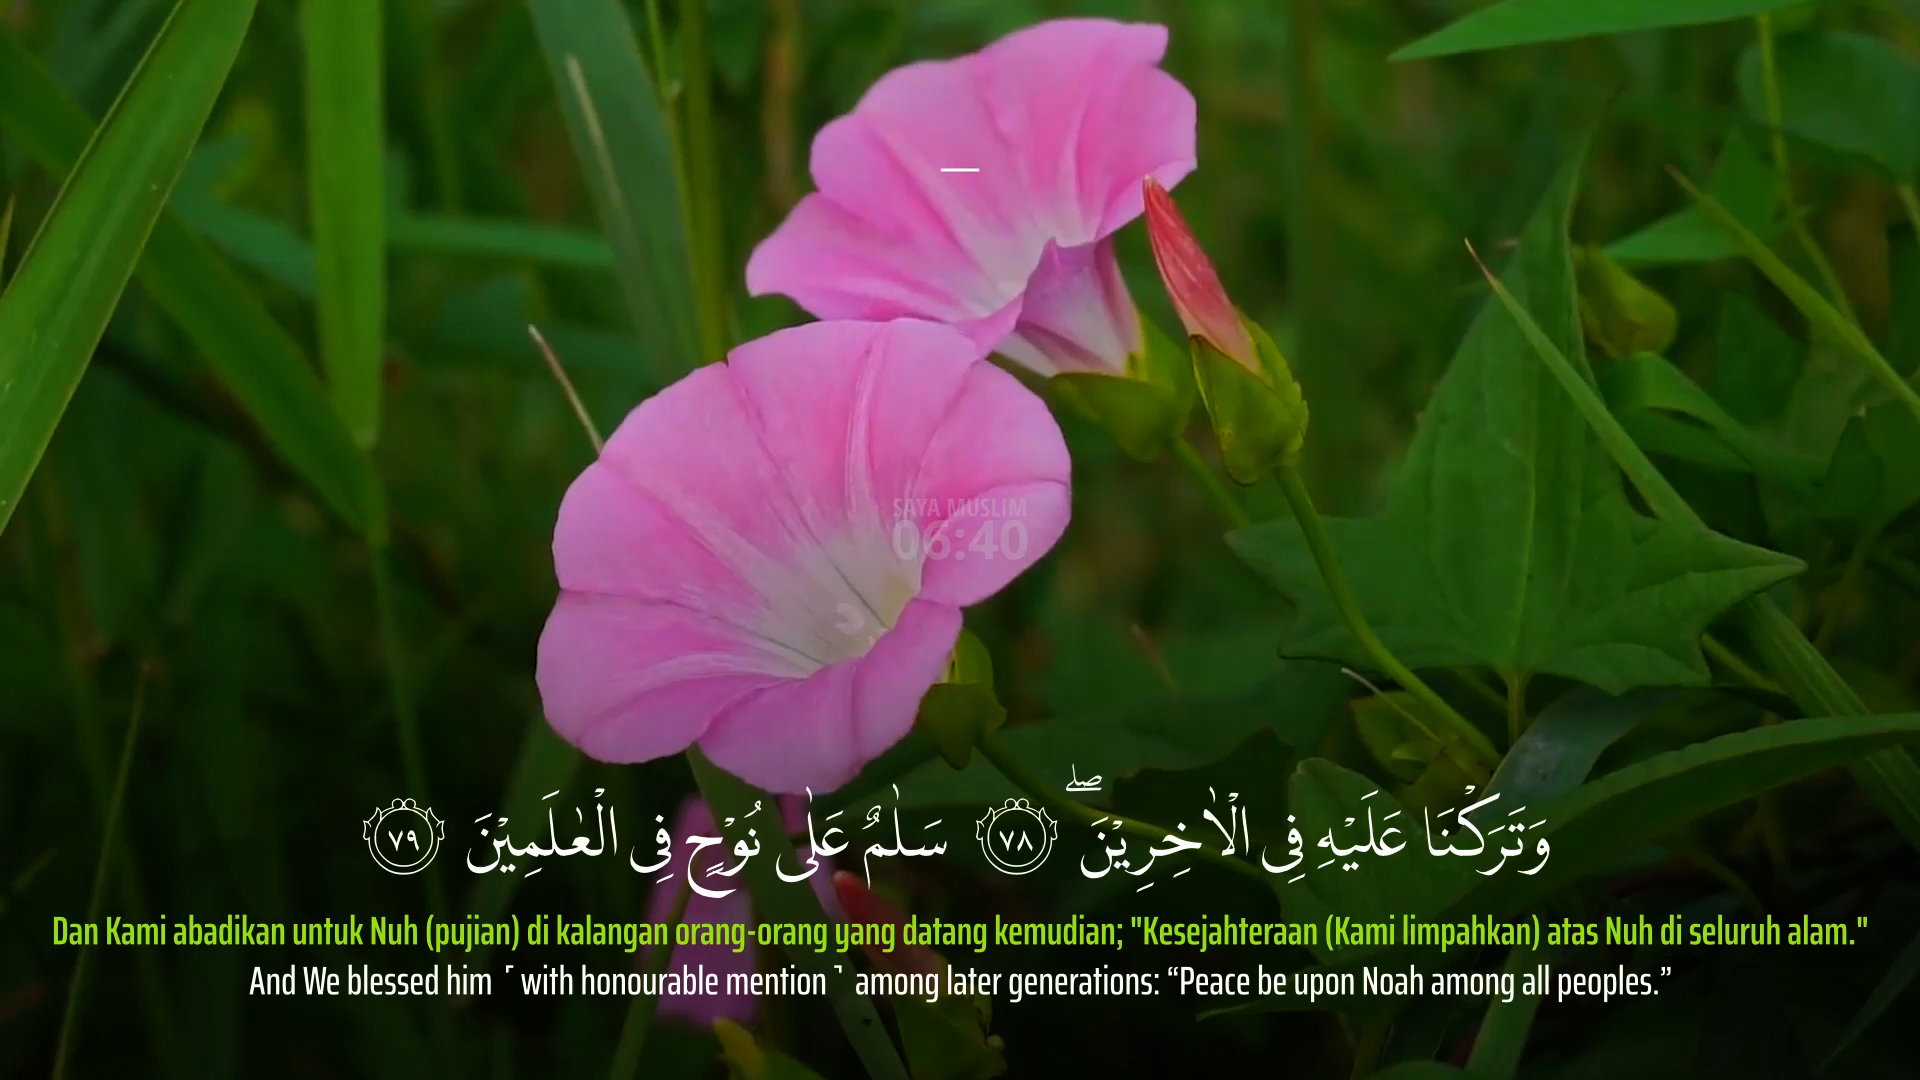 SAYA MUSLIM
06:40
وَتَرَكْنَا عَلَيْهِ فِى الْاٰخِرِيْنَ ۖ ﴿٧٨﴾ سَلٰمٌ عَلٰى نُوْحٍ فِى الْعٰلَمِيْنَ ﴿٧٩﴾
Dan Kami abadikan untuk Nuh (pujian) di kalangan orang-orang yang datang kemudian; "Kesejahteraan (Kami limpahkan) atas Nuh di seluruh alam."
And We blessed him ˹with honourable mention˺ among later generations: “Peace be upon Noah among all peoples.”